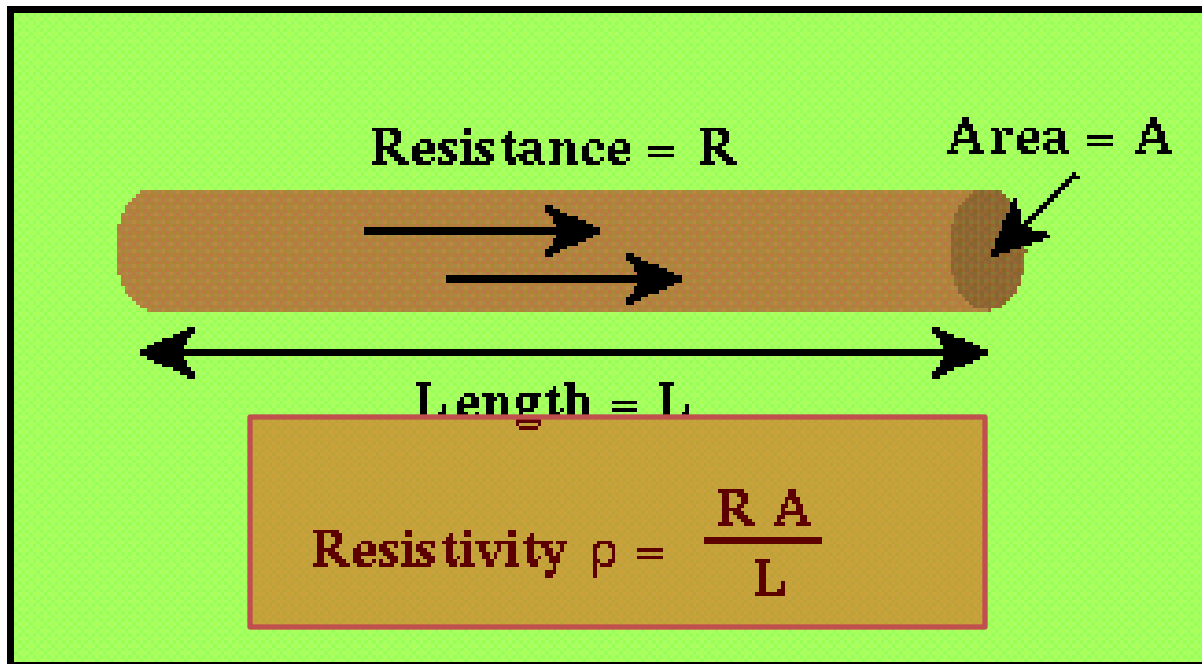 Resistance = R
Area = A
Length = L
Resistivity ρ = R A
L